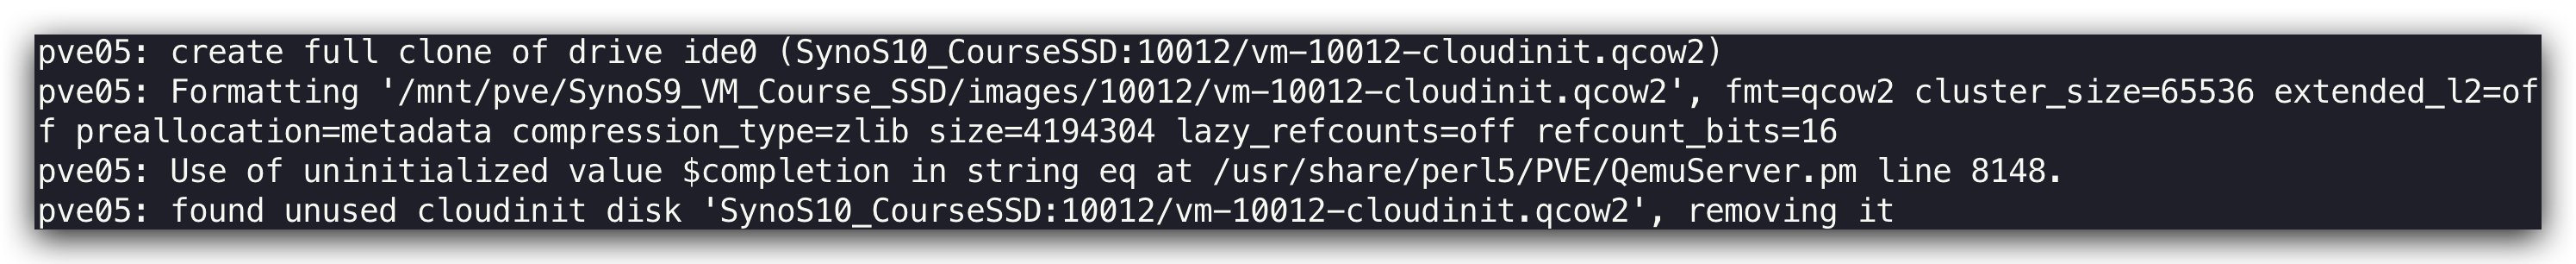 pve05: create full clone of drive ide0 (SynoS10_CourseSSD:10012/vm-10012-cloudinit.qcow2)
pve05: Formatting '/mnt/pve/SynoS9_VM_Course_SSD/images/10012/vm-10012-cloudinit.qcow2', fmt=qcow2 cluster_size=65536 extended_l2=of
f preallocation=metadata compression_type=zlib size=4194304 lazy_refcounts=off refcount_bits=16
pve05: Use of uninitialized value $completion in string eq at /usr/share/perl5/PVE/QemuServer.pm line 8148.
pve05: found unused cloudinit disk 'SynoS10_CourseSSD:10012/vm-10012-cloudinit.qcow2', removing it